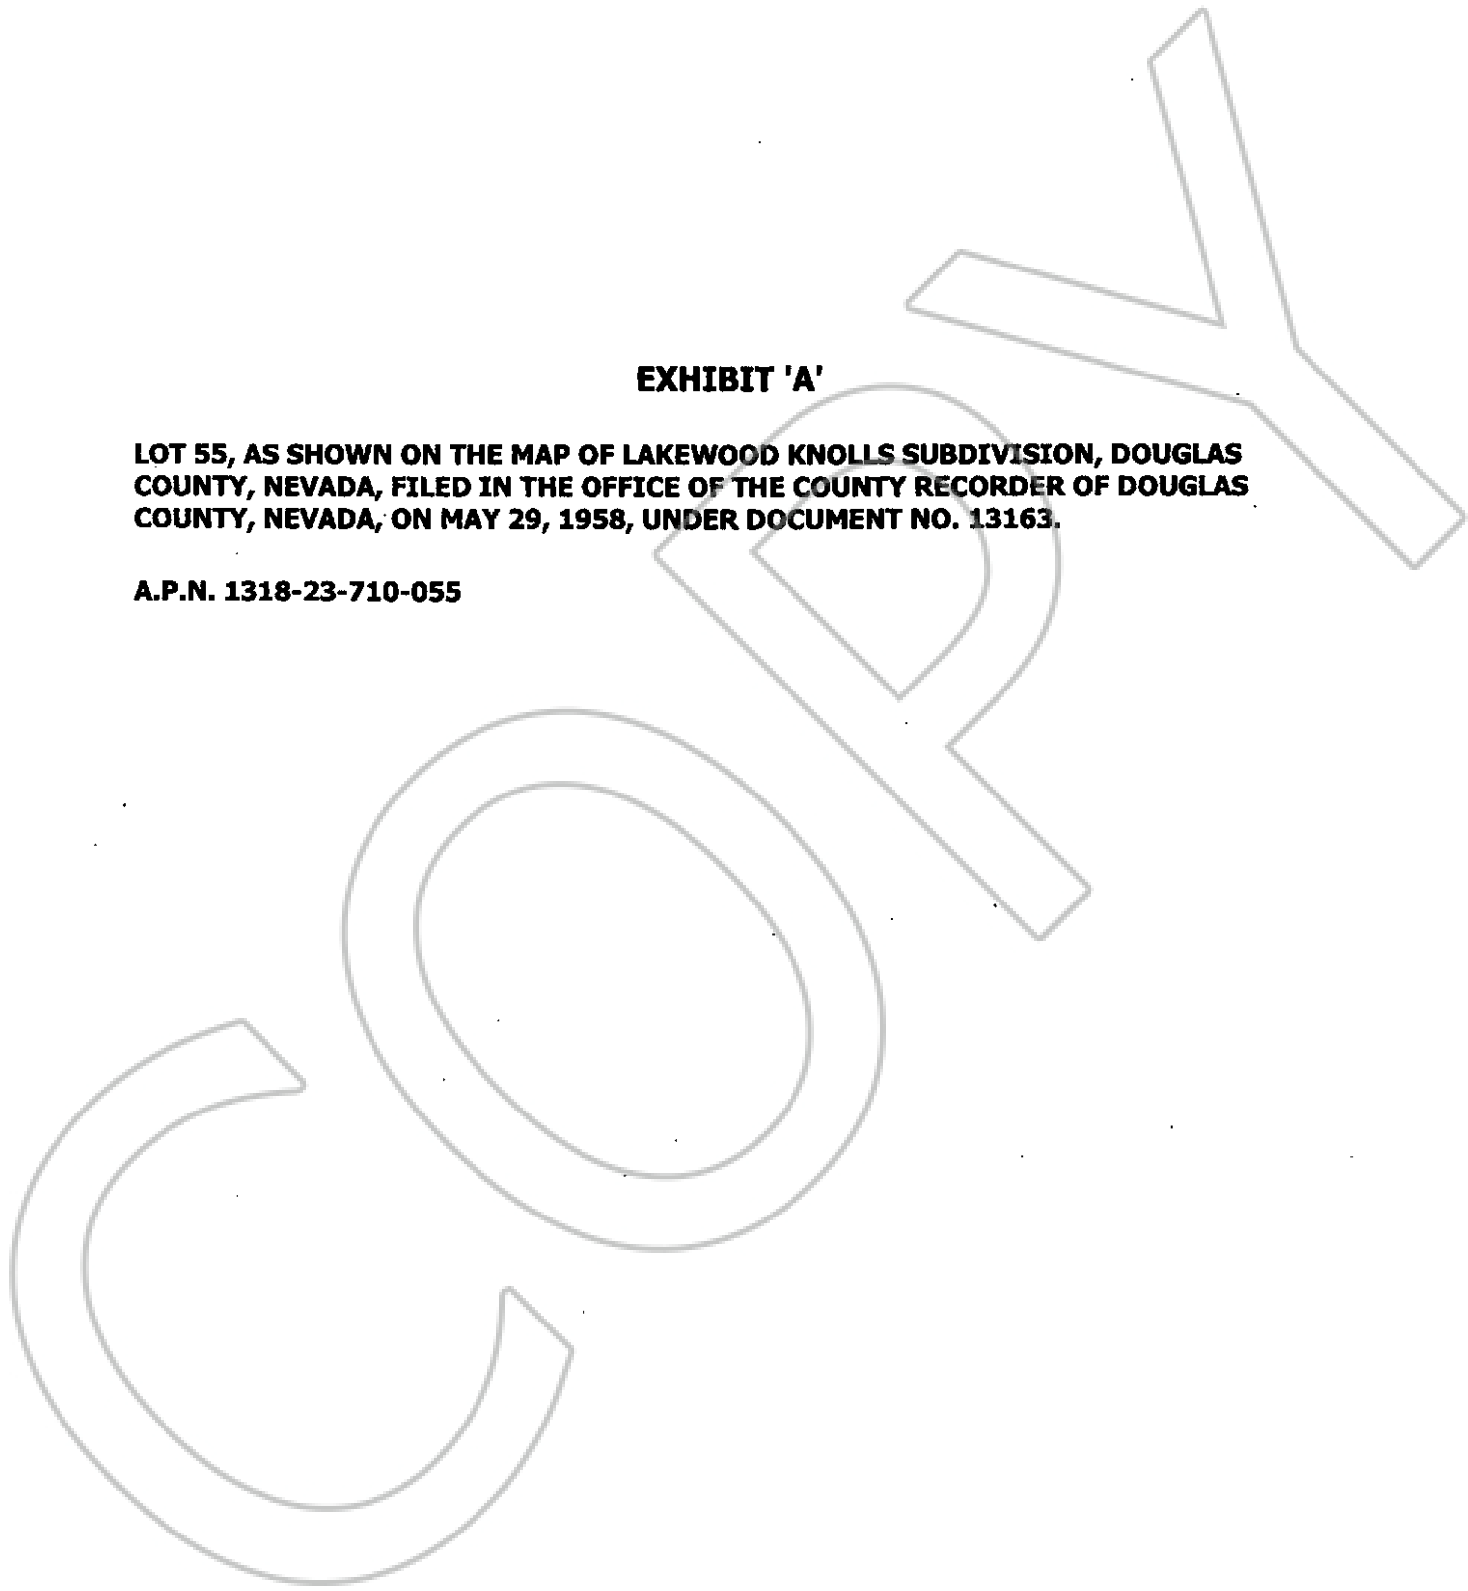 EXHIBIT 'A'
LOT 55, AS SHOWN ON THE MAP OF LAKEWOOD KNOLLS SUBDIVISION, DOUGLAS
COUNTY, NEVADA, FILED IN THE OFFICE OF THE COUNTY RECORDER OF DOUGLAS
COUNTY, NEVADA, ON MAY 29, 1958, UNDER DOCUMENT NO. 13163.
A.P.N. 1318-23-710-055
COPY